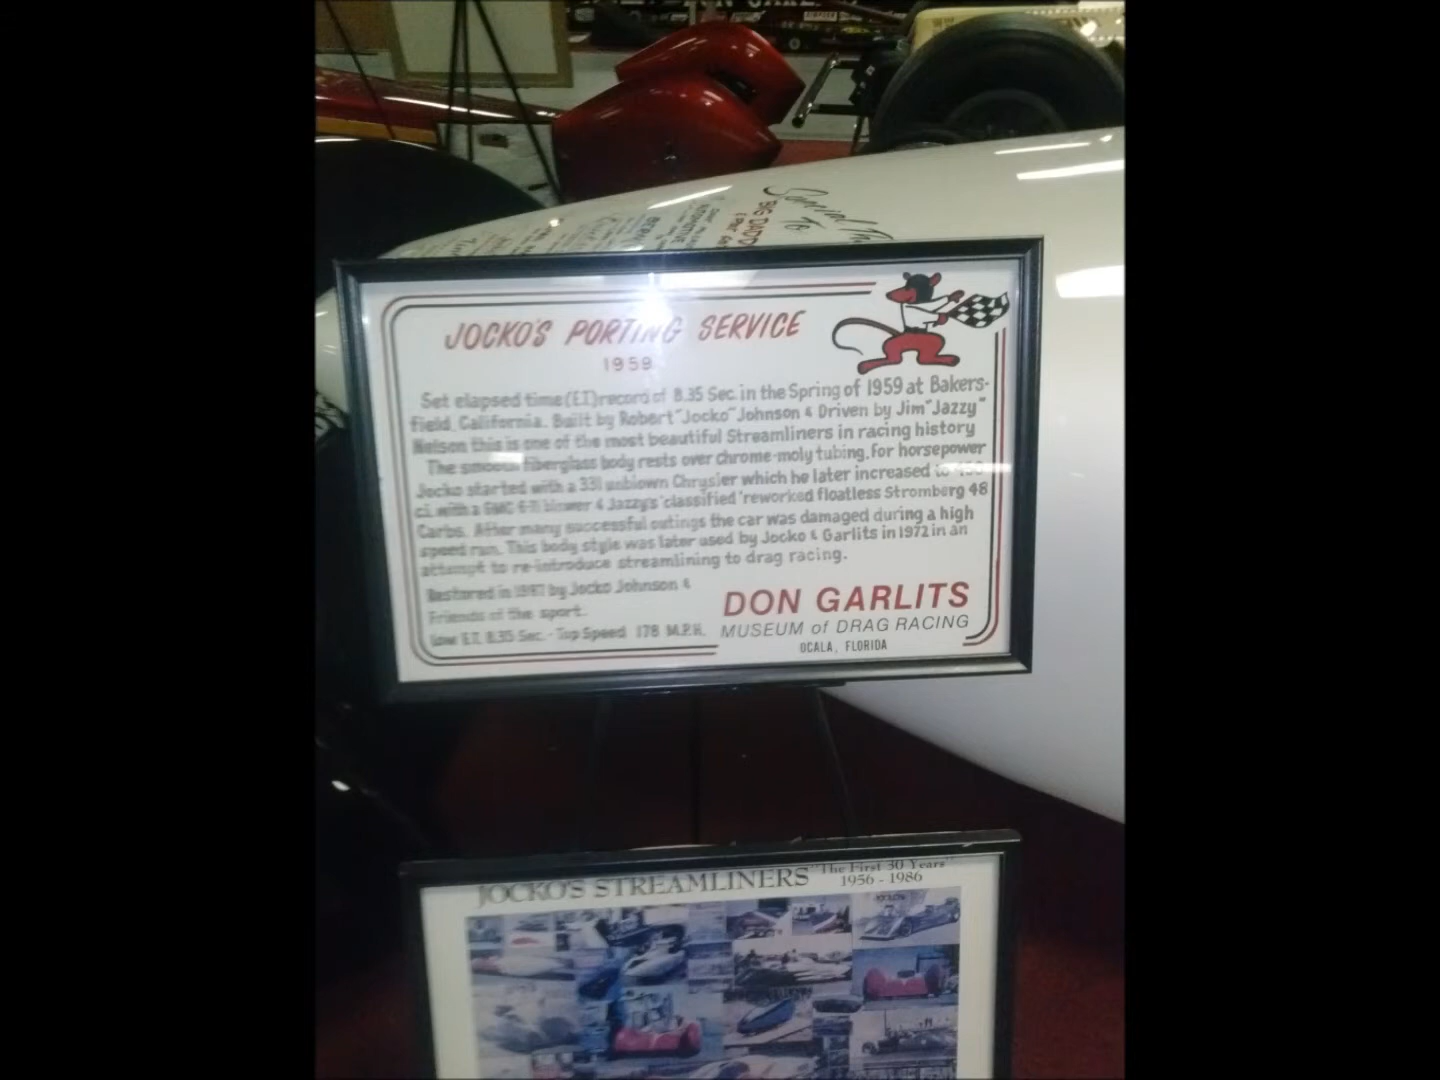 Special Th
To
BIG DADD
AUTOMOTIVE
JOCKO'S PORTING SERVICE
1959
Set elapsed time (E.T.) record of 8.35 Sec. in the Spring of 1959 at Bakers-
field, California. Built by Robert "Jocko" Johnson & Driven by Jim "Jazzy"
Nelson this is one of the most beautiful Streamliners in racing history
The smooth fiberglass body rests over chrome-moly tubing. For horsepower
Jocko started with a 331 unblown Chrysler which he later increased to
c.i. with a GMC 6-71 blower & Jazzy's 'classified' reworked floatless Stromberg 48
Carbs. After many successful outings the car was damaged during a high
speed run. This body style was later used by Jocko & Garlits in 1972 in an
attempt to re-introduce streamlining to drag racing.
Restored in 1987 by Jocko Johnson &
Friends of the sport.
Low E.T. 8.35 Sec. - Top Speed 178 M.P.H.
DON GARLITS
MUSEUM of DRAG RACING
OCALA, FLORIDA
JOCKO'S STREAMLINERS "The First 30 Years"
1956 - 1986